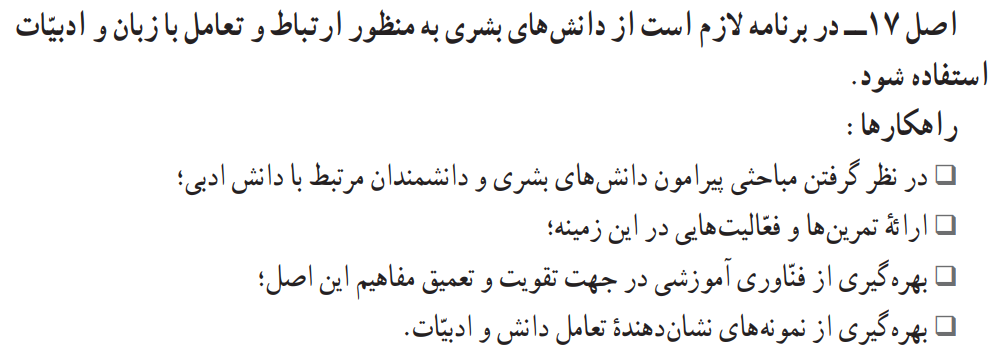 اصل ۱۷ــ در برنامه لازم است از دانش‌های بشری به منظور ارتباط و تعامل با زبان و ادبیّات
استفاده شود.
راهکارها :
❑ در نظر گرفتن مباحثی پیرامون دانش‌های بشری و دانشمندان مرتبط با دانش ادبی؛
❑ ارائهٔ تمرین‌ها و فعّالیت‌هایی در این زمینه؛
❑ بهره‌گیری از فنّاوری آموزشی در جهت تقویت و تعمیق مفاهیم این اصل؛
❑ بهره‌گیری از نمونه‌های نشان‌دهندهٔ تعامل دانش و ادبیّات.